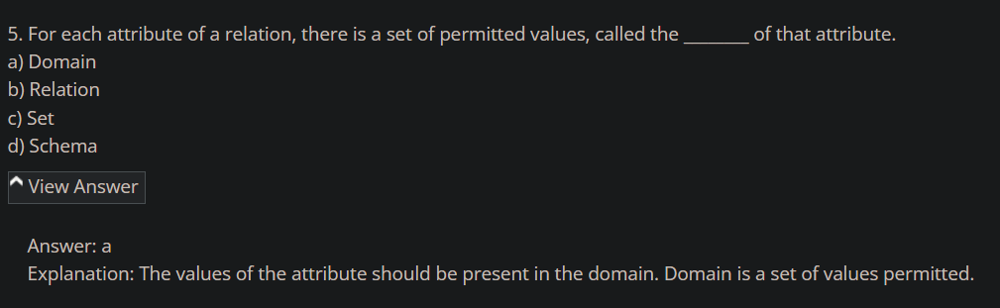 5. For each attribute of a relation, there is a set of permitted values, called the _______ of that attribute.
a) Domain
b) Relation
c) Set
d) Schema
View Answer
Answer: a
Explanation: The values of the attribute should be present in the domain. Domain is a set of values permitted.